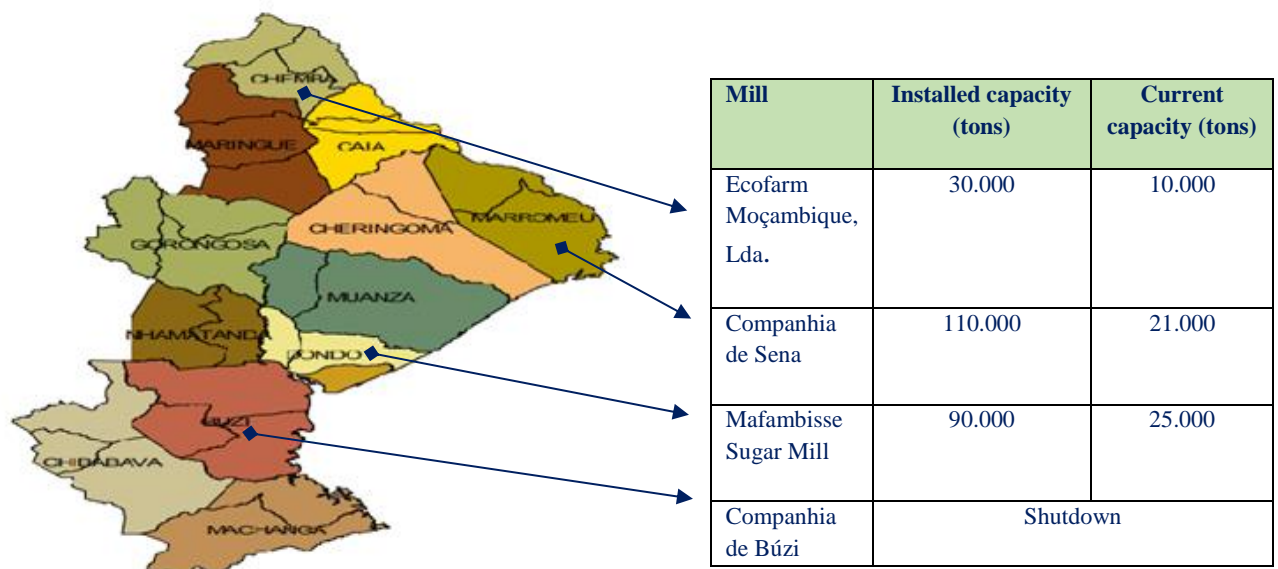 CHEMBA
MARINGUE
CAIA
MARROMEU
CHERINGOMA
GORONGOSA
MUANZA
NHAMATANDA
DONDO
BUZI
CHIBABAVA
MACHANGA
Mill
Installed capacity
(tons)
Current
capacity (tons)
Ecofarm
Moçambique,
Lda.
30.000
10.000
Companhia
de Sena
110.000
21.000
Mafambisse
Sugar Mill
90.000
25.000
Companhia
de Búzi
Shutdown